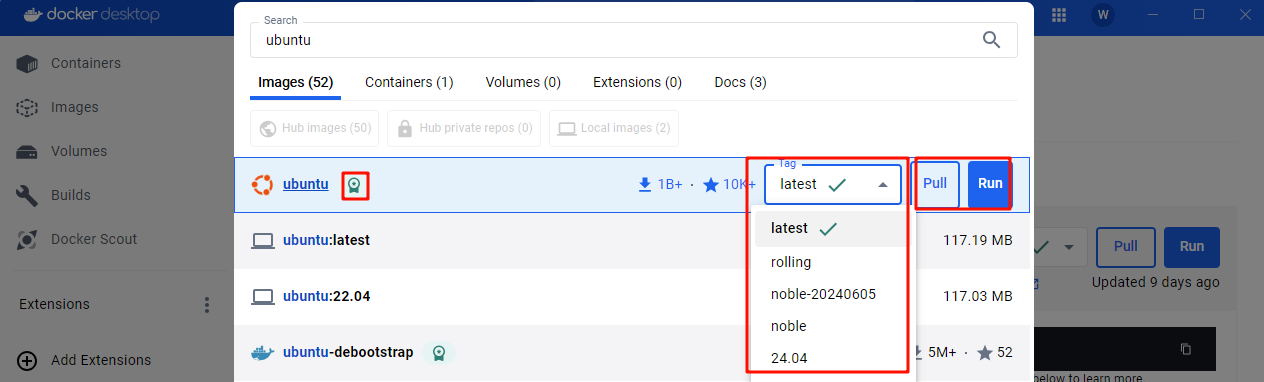 docker desktop
W
Search
ubuntu
Containers
Images (52)
Containers (1)
Volumes (0)
Extensions (0)
Docs (3)
Images
Hub images (50)
Hub private repos (0)
Local images (2)
Volumes
Tag
ubuntu
1B+ · 10K+
latest
Pull
Run
Builds
Docker Scout
latest
ubuntu:latest
117.19 MB
Pull
Run
rolling
Updated 9 days ago
ubuntu:22.04
noble-20240605
117.03 MB
Extensions
noble
Add Extensions
ubuntu-debootstrap
24.04
5M+ · 52
below to learn more